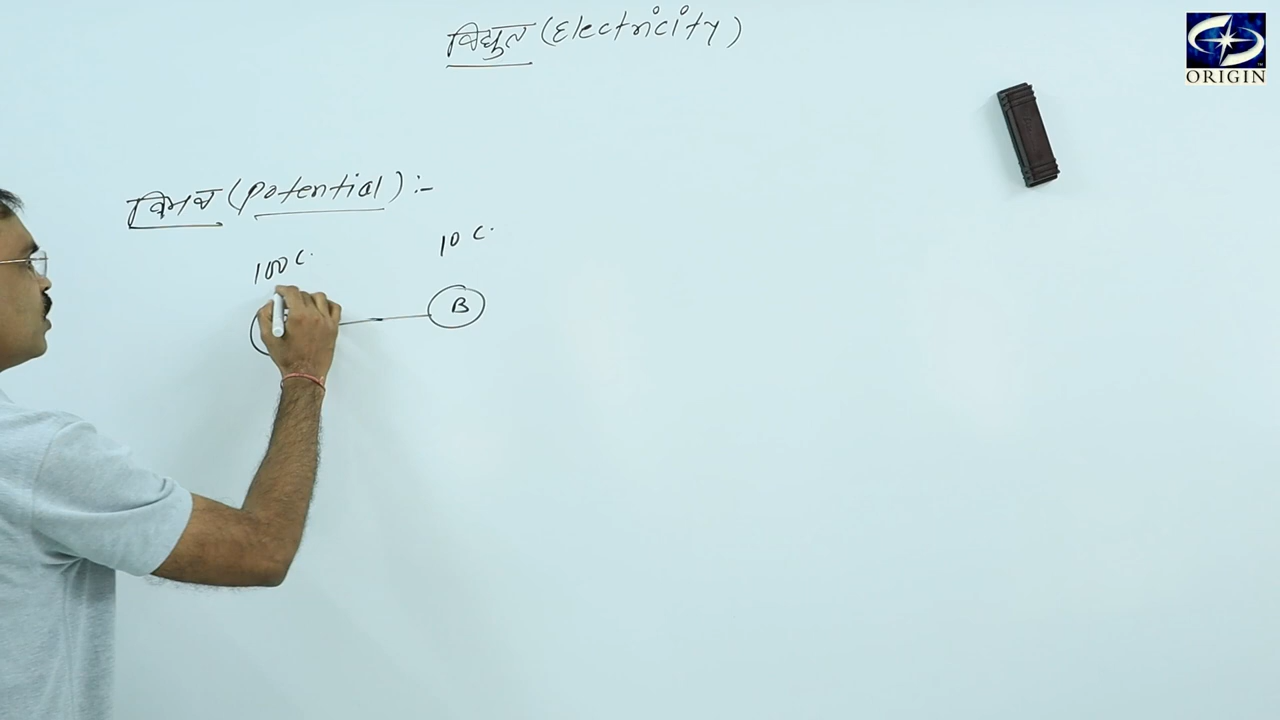 विद्युत (Electricity)
ORIGIN
विभव (Potential) :-
100 C. 10 C.
B